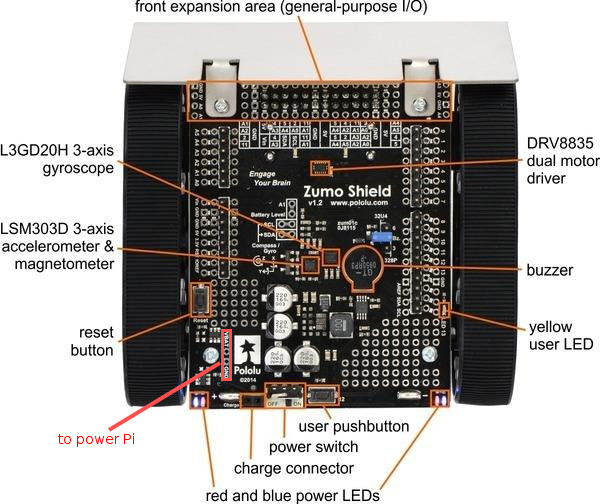 front expansion area (general-purpose I/O)
L3GD20H 3-axis
gyroscope
DRV8835
dual motor
driver
Engage
Your Brain
Zumo Shield
v1.2 www.pololu.com
A1
Battery Level
SCL
SDA
Compass /
Gyro
zumo1c
0J8115
32U4
328P
LSM303D 3-axis
accelerometer &
magnetometer
buzzer
Reset
reset
button
yellow
user LED
Pololu
©2014
to power Pi
Charge
OFF
ON
user pushbutton
power switch
charge connector
red and blue power LEDs